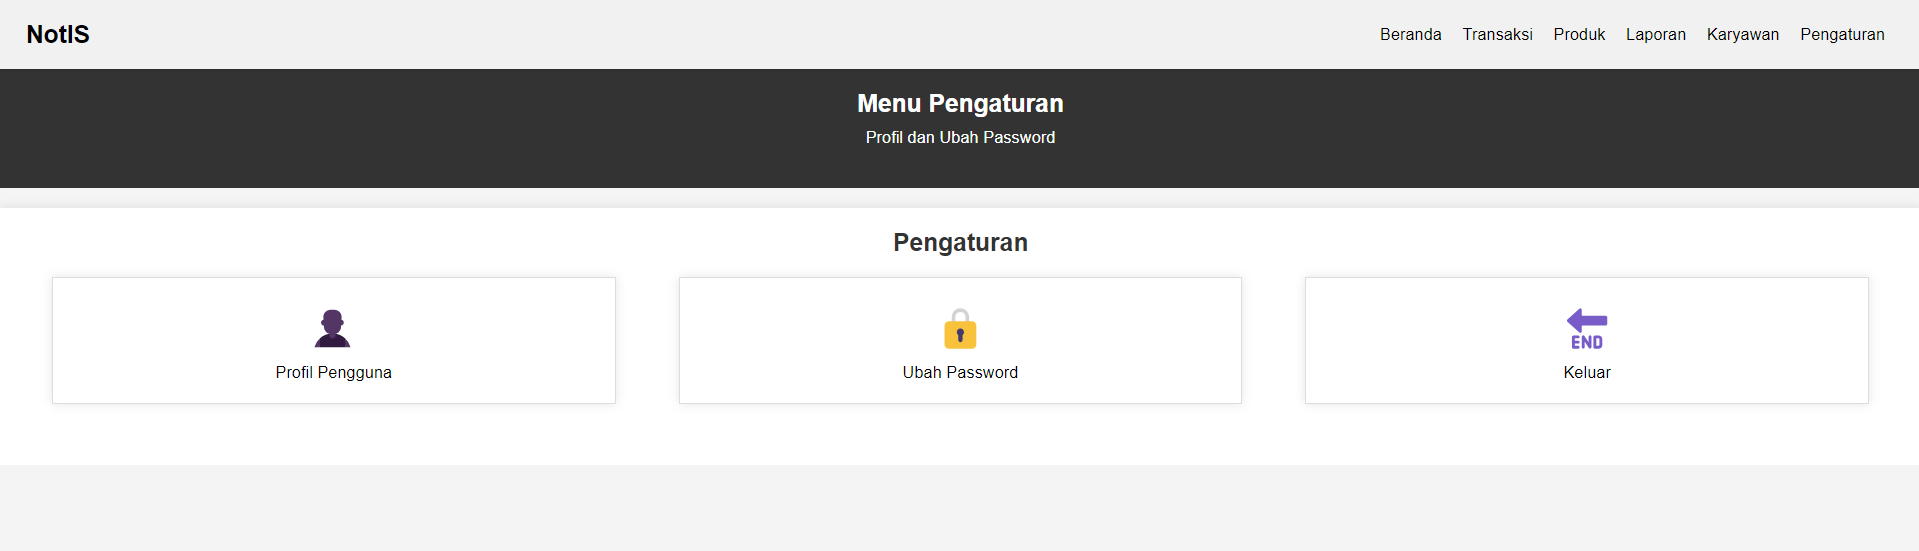 NotIS
Beranda Transaksi Produk Laporan Karyawan Pengaturan
Menu Pengaturan
Profil dan Ubah Password
Pengaturan
END
Profil Pengguna Ubah Password Keluar